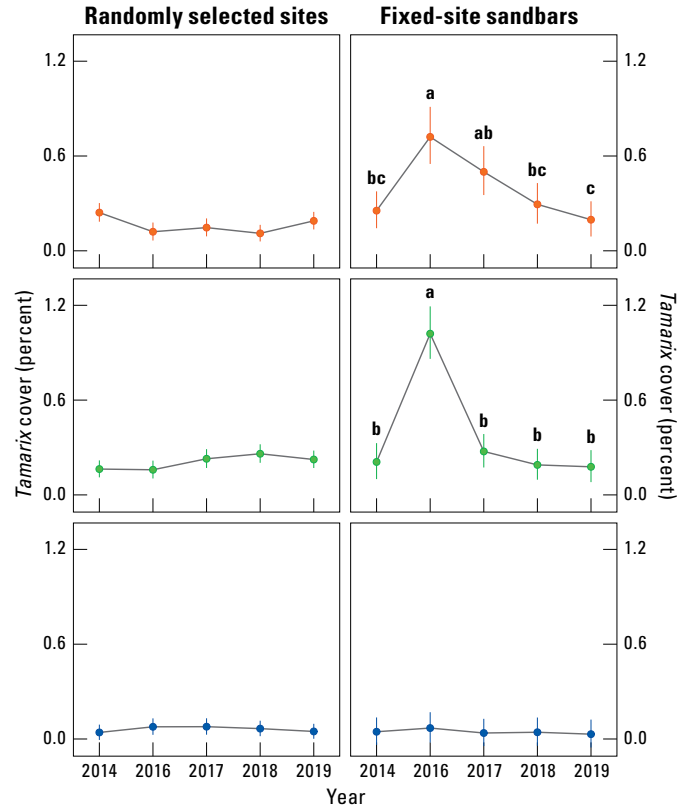 Randomly selected sites Fixed-site sandbars
1.2 1.2
a
ab
0.6 0.6
bc bc
c
0.0 0.0
Tamarix cover (percent)
Tamarix cover (percent)
1.2 1.2
a
0.6 0.6
b b b b
0.0 0.0
1.2 1.2
0.6 0.6
0.0 0.0
2014 2016 2017 2018 2019 2014 2016 2017 2018 2019
Year